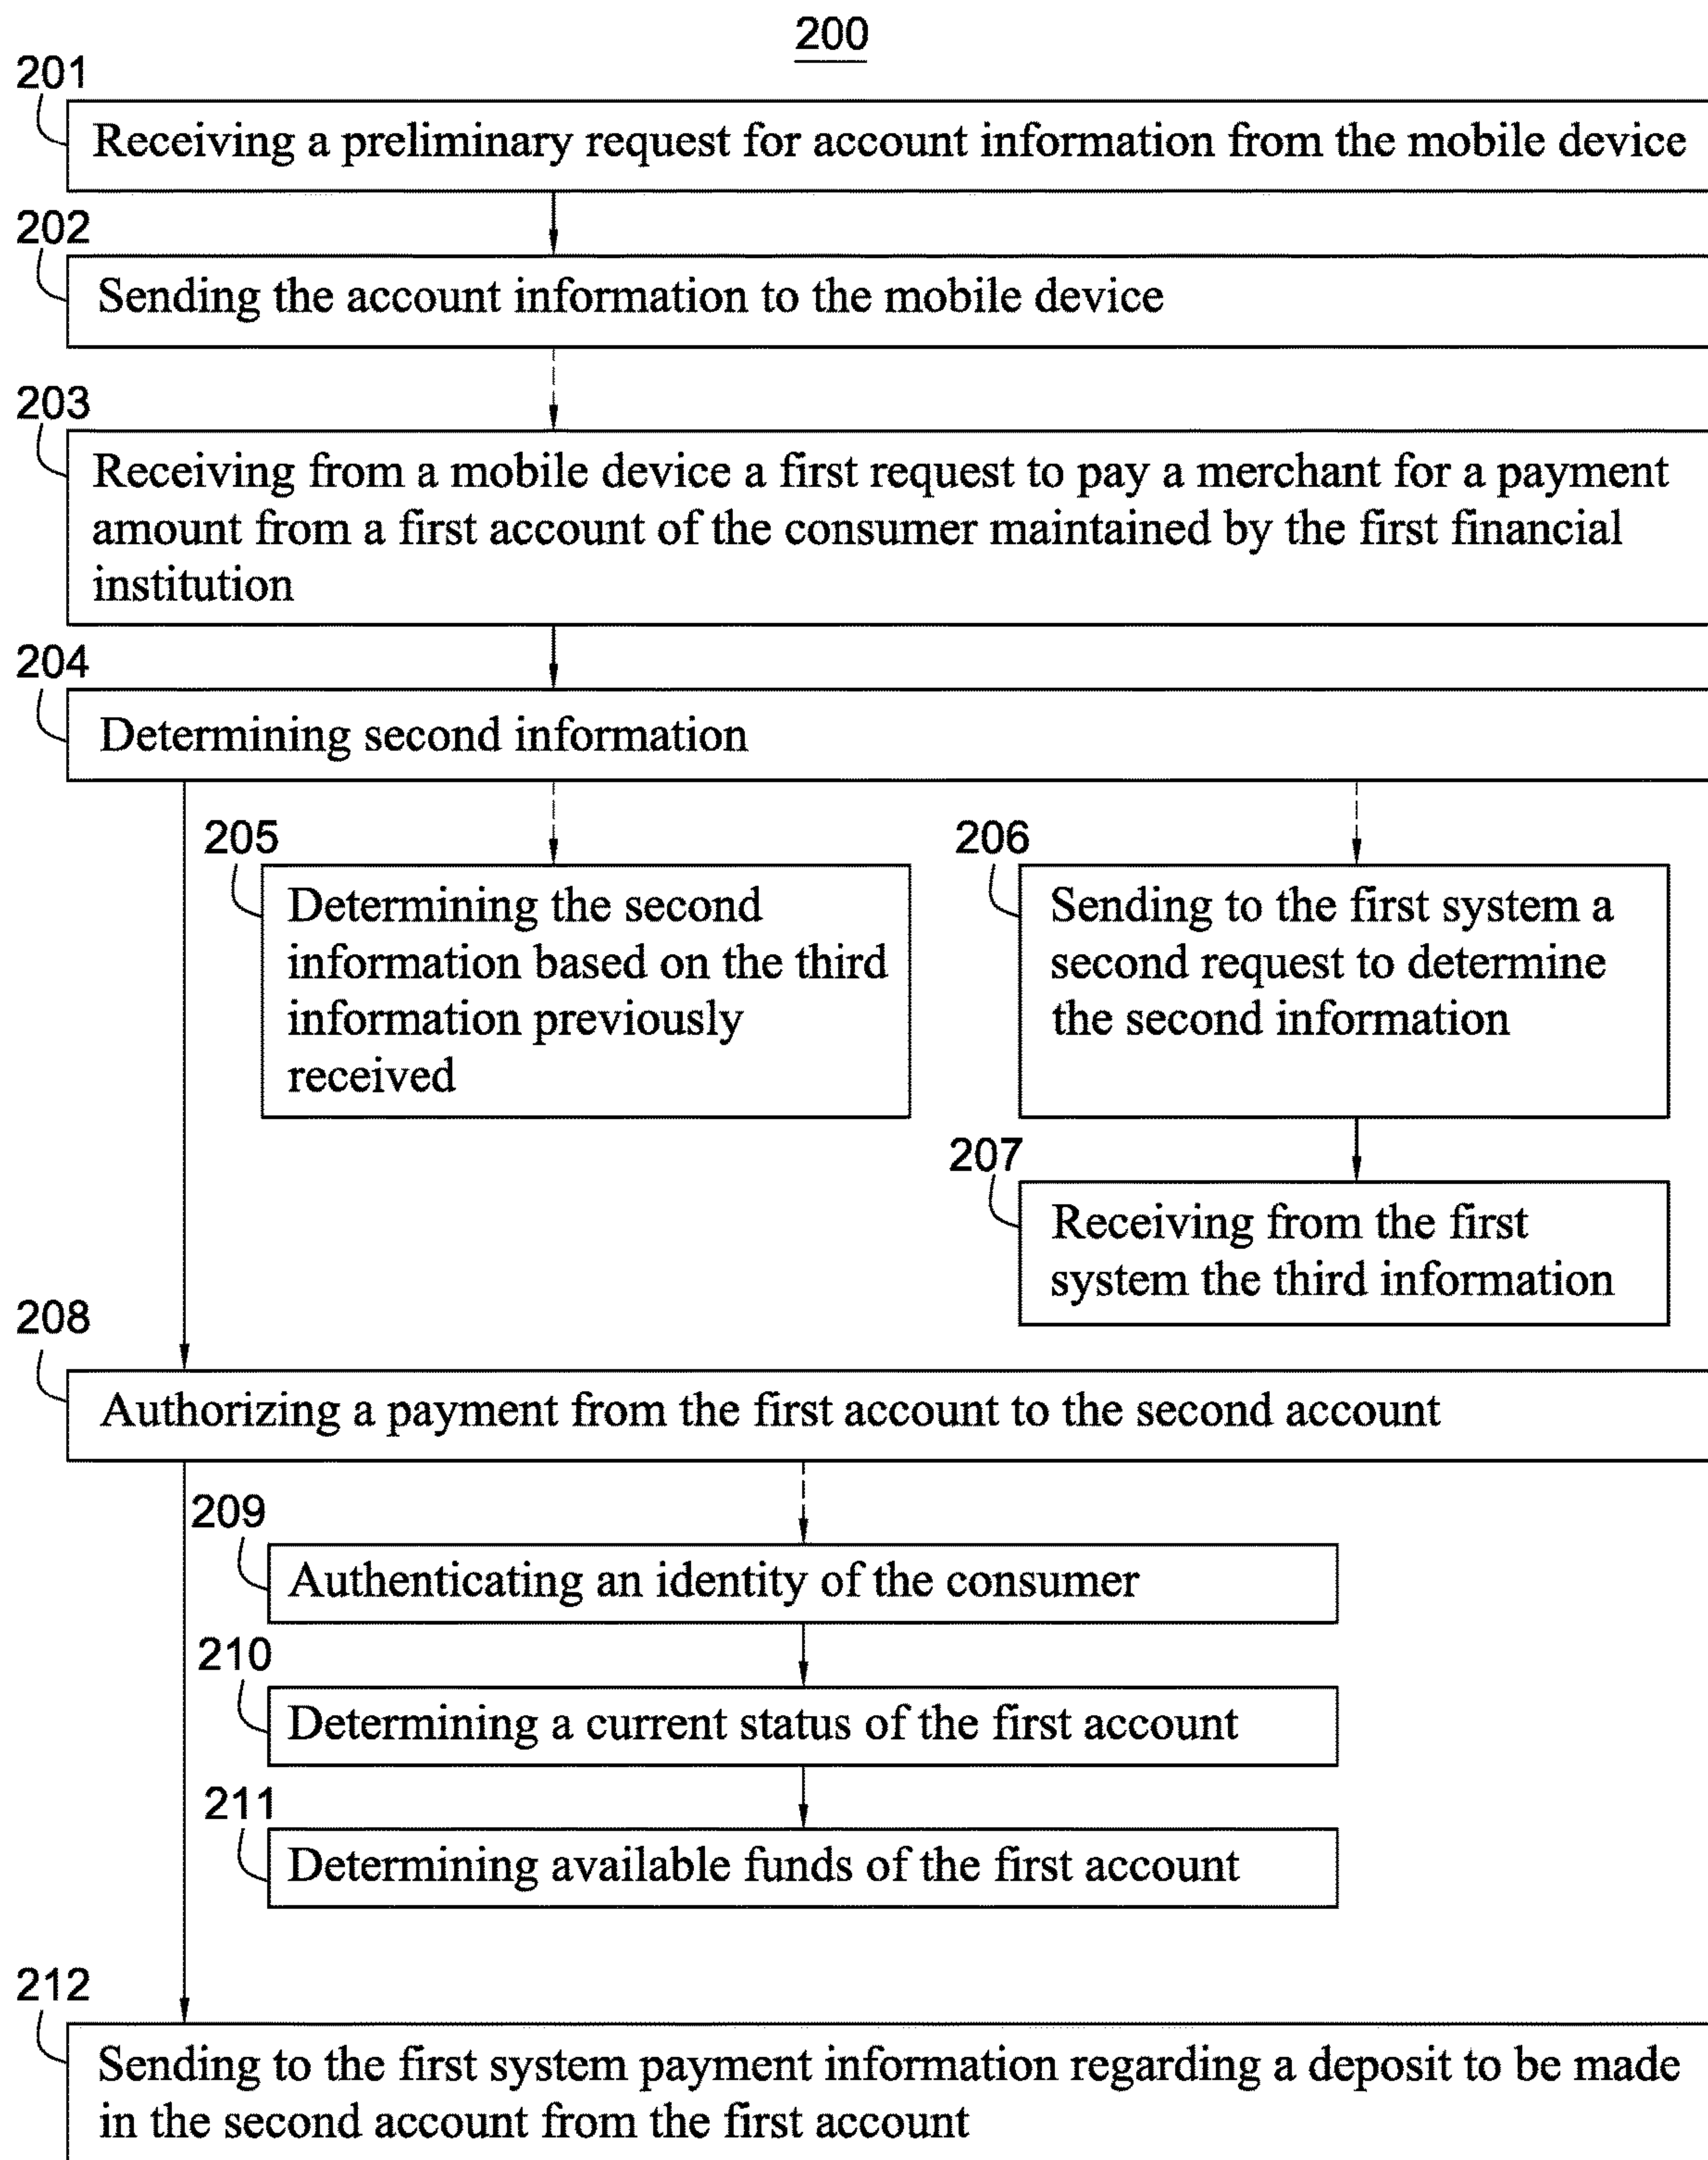 200
201
Receiving a preliminary request for account information from the mobile device
202
Sending the account information to the mobile device
203
Receiving from a mobile device a first request to pay a merchant for a payment
amount from a first account of the consumer maintained by the first financial
institution
204
Determining second information
205
Determining the second
information based on the third
information previously
received
206
Sending to the first system a
second request to determine
the second information
207
Receiving from the first
system the third information
208
Authorizing a payment from the first account to the second account
209
Authenticating an identity of the consumer
210
Determining a current status of the first account
211
Determining available funds of the first account
212
Sending to the first system payment information regarding a deposit to be made
in the second account from the first account